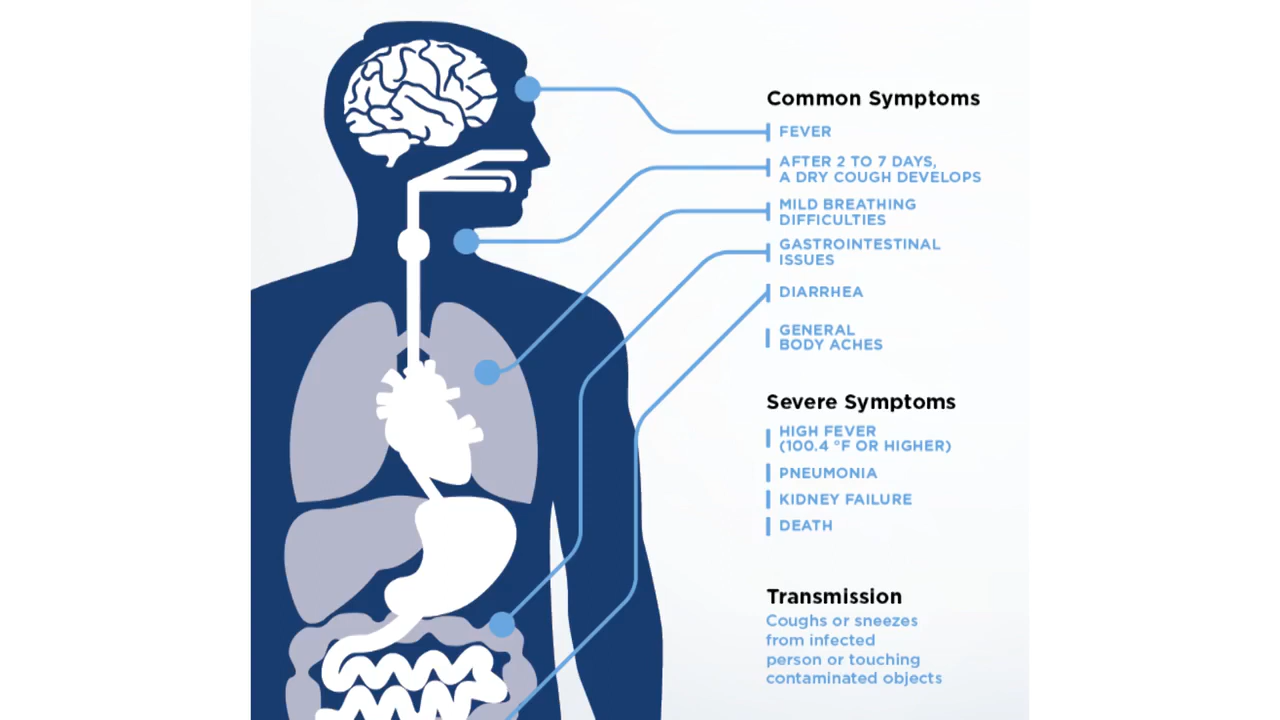 Common Symptoms
FEVER
AFTER 2 TO 7 DAYS,
A DRY COUGH DEVELOPS
MILD BREATHING
DIFFICULTIES
GASTROINTESTINAL
ISSUES
DIARRHEA
GENERAL
BODY ACHES
Severe Symptoms
HIGH FEVER
(100.4 °F OR HIGHER)
PNEUMONIA
KIDNEY FAILURE
DEATH
Transmission
Coughs or sneezes
from infected
person or touching
contaminated objects